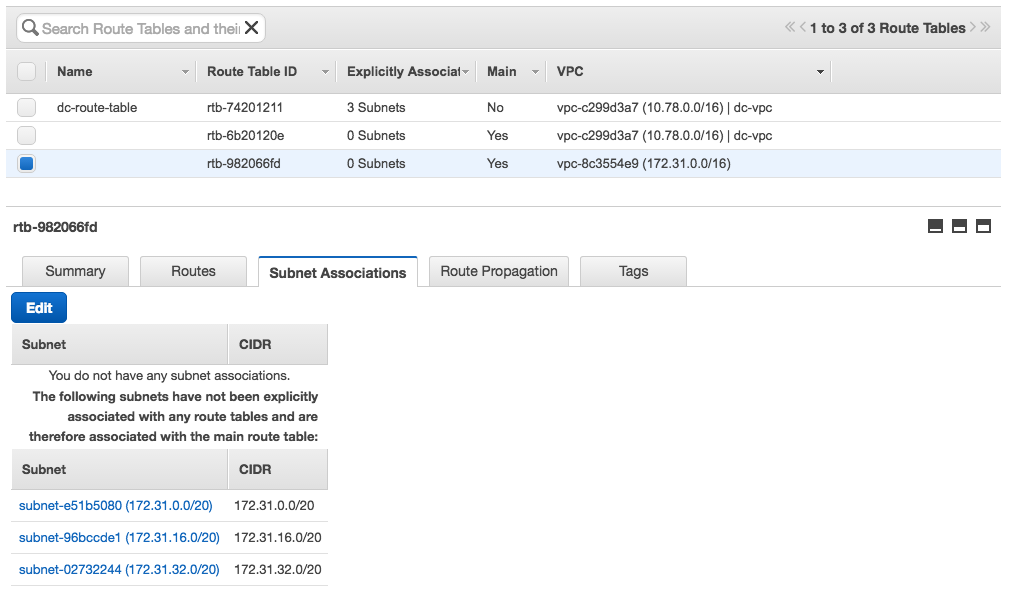 Search Route Tables and thei
1 to 3 of 3 Route Tables
Name Route Table ID Explicitly Associat Main VPC
dc-route-table rtb-74201211 3 Subnets No vpc-c299d3a7 (10.78.0.0/16) | dc-vpc
rtb-6b20120e 0 Subnets Yes vpc-c299d3a7 (10.78.0.0/16) | dc-vpc
rtb-982066fd 0 Subnets Yes vpc-8c3554e9 (172.31.0.0/16)
rtb-982066fd
Summary Routes Subnet Associations Route Propagation Tags
Edit
Subnet CIDR
You do not have any subnet associations.
The following subnets have not been explicitly
associated with any route tables and are
therefore associated with the main route table:
Subnet CIDR
subnet-e51b5080 (172.31.0.0/20) 172.31.0.0/20
subnet-96bccde1 (172.31.16.0/20) 172.31.16.0/20
subnet-02732244 (172.31.32.0/20) 172.31.32.0/20